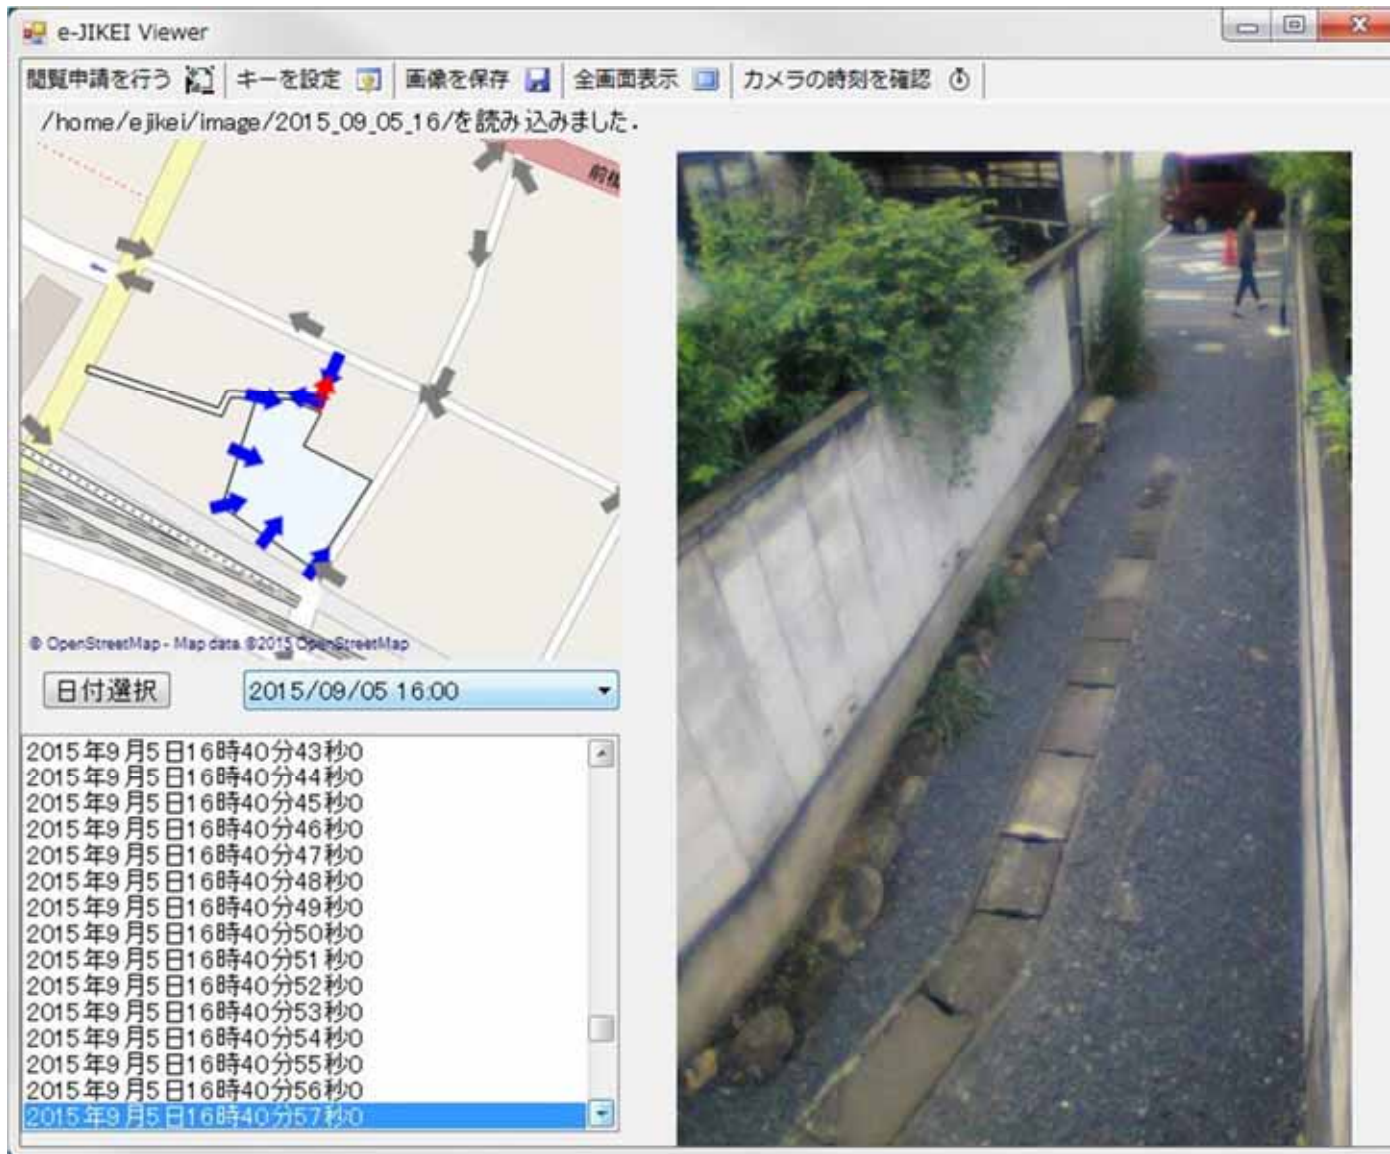 e-JIKEI Viewer
閲覧申請を行う キーを設定 画像を保存 全画面表示 カメラの時刻を確認
/home/ejikei/image/2015_09_05_16/を読み込みました.
前橋
© OpenStreetMap - Map data ©2015 OpenStreetMap
日付選択 2015/09/05 16:00
2015年9月5日16時40分43秒0
2015年9月5日16時40分44秒0
2015年9月5日16時40分45秒0
2015年9月5日16時40分46秒0
2015年9月5日16時40分47秒0
2015年9月5日16時40分48秒0
2015年9月5日16時40分49秒0
2015年9月5日16時40分50秒0
2015年9月5日16時40分51秒0
2015年9月5日16時40分52秒0
2015年9月5日16時40分53秒0
2015年9月5日16時40分54秒0
2015年9月5日16時40分55秒0
2015年9月5日16時40分56秒0
2015年9月5日16時40分57秒0